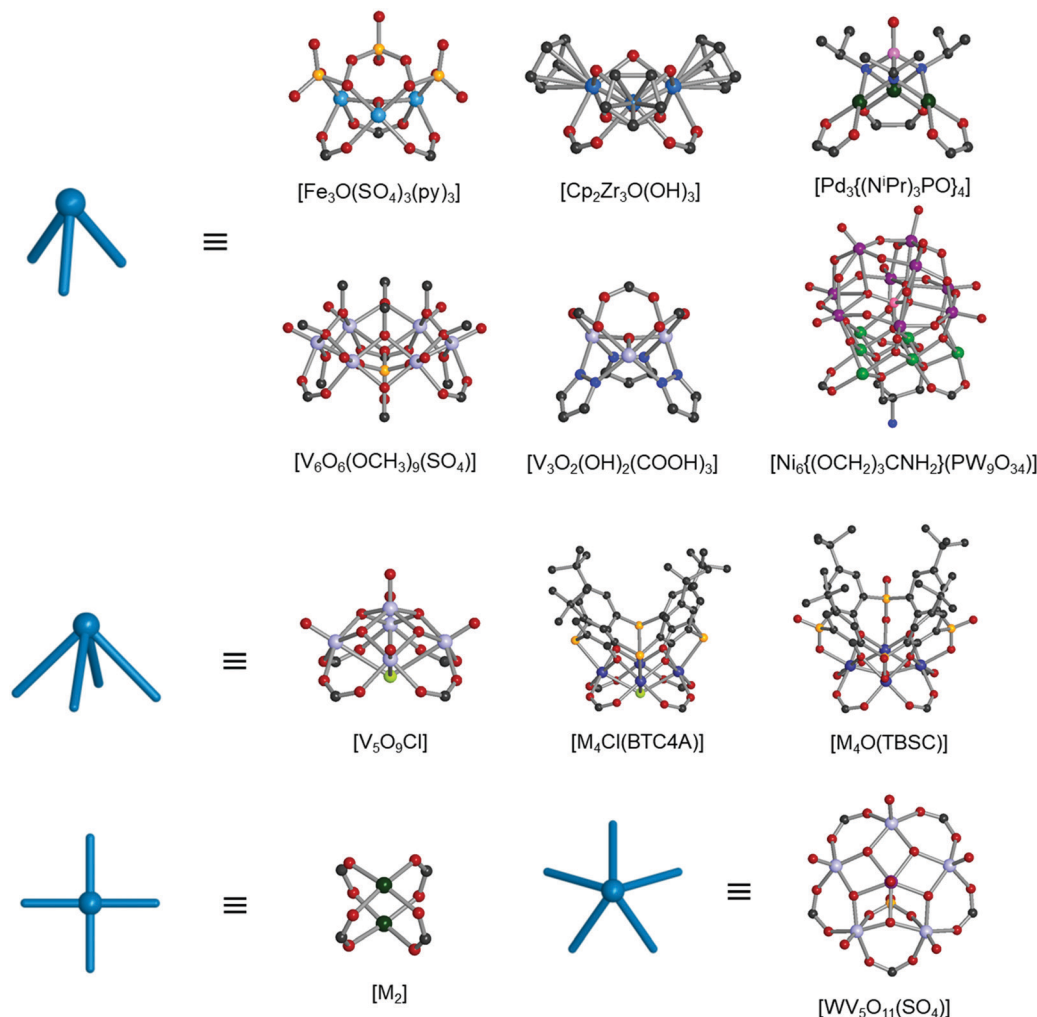 [Fe₃O(SO₄)₃(py)₃]
[Cp₂Zr₃O(OH)₃]
[Pd₃{(NⁱPr)₃PO}₄]
≡
[V₆O₆(OCH₃)₉(SO₄)]
[V₃O₂(OH)₂(COOH)₃]
[Ni₆{(OCH₂)₃CNH₂}(PW₉O₃₄)]
≡
[V₅O₉Cl]
[M₄Cl(BTC4A)]
[M₄O(TBSC)]
≡
[M₂]
≡
[WV₅O₁₁(SO₄)]